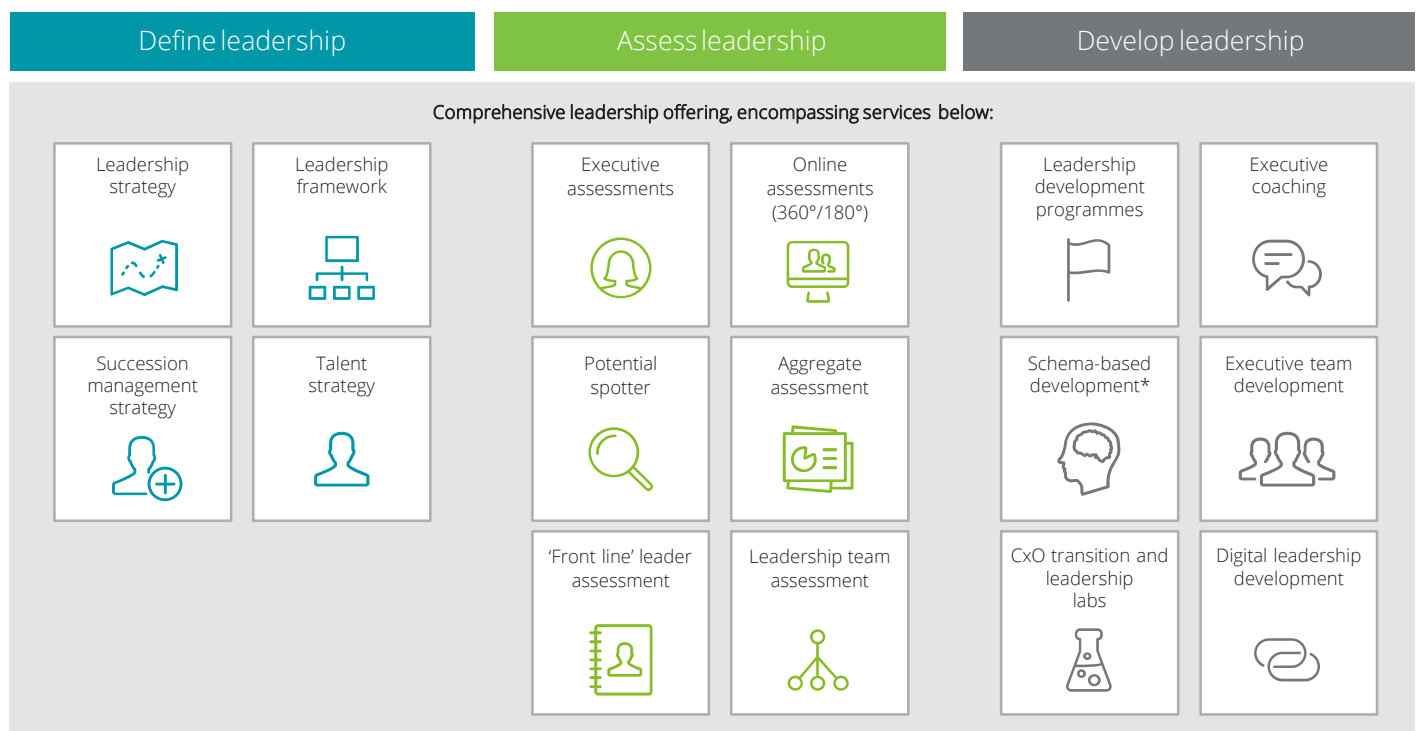 Define leadership
Assess leadership
Develop leadership
Comprehensive leadership offering, encompassing services below:
Leadership
strategy
Leadership
framework
Succession
management
strategy
Talent
strategy
Executive
assessments
Online
assessments
(360°/180°)
Potential
spotter
Aggregate
assessment
‘Front line’ leader
assessment
Leadership team
assessment
Leadership
development
programmes
Executive
coaching
Schema-based
development*
Executive team
development
CxO transition and
leadership
labs
Digital leadership
development